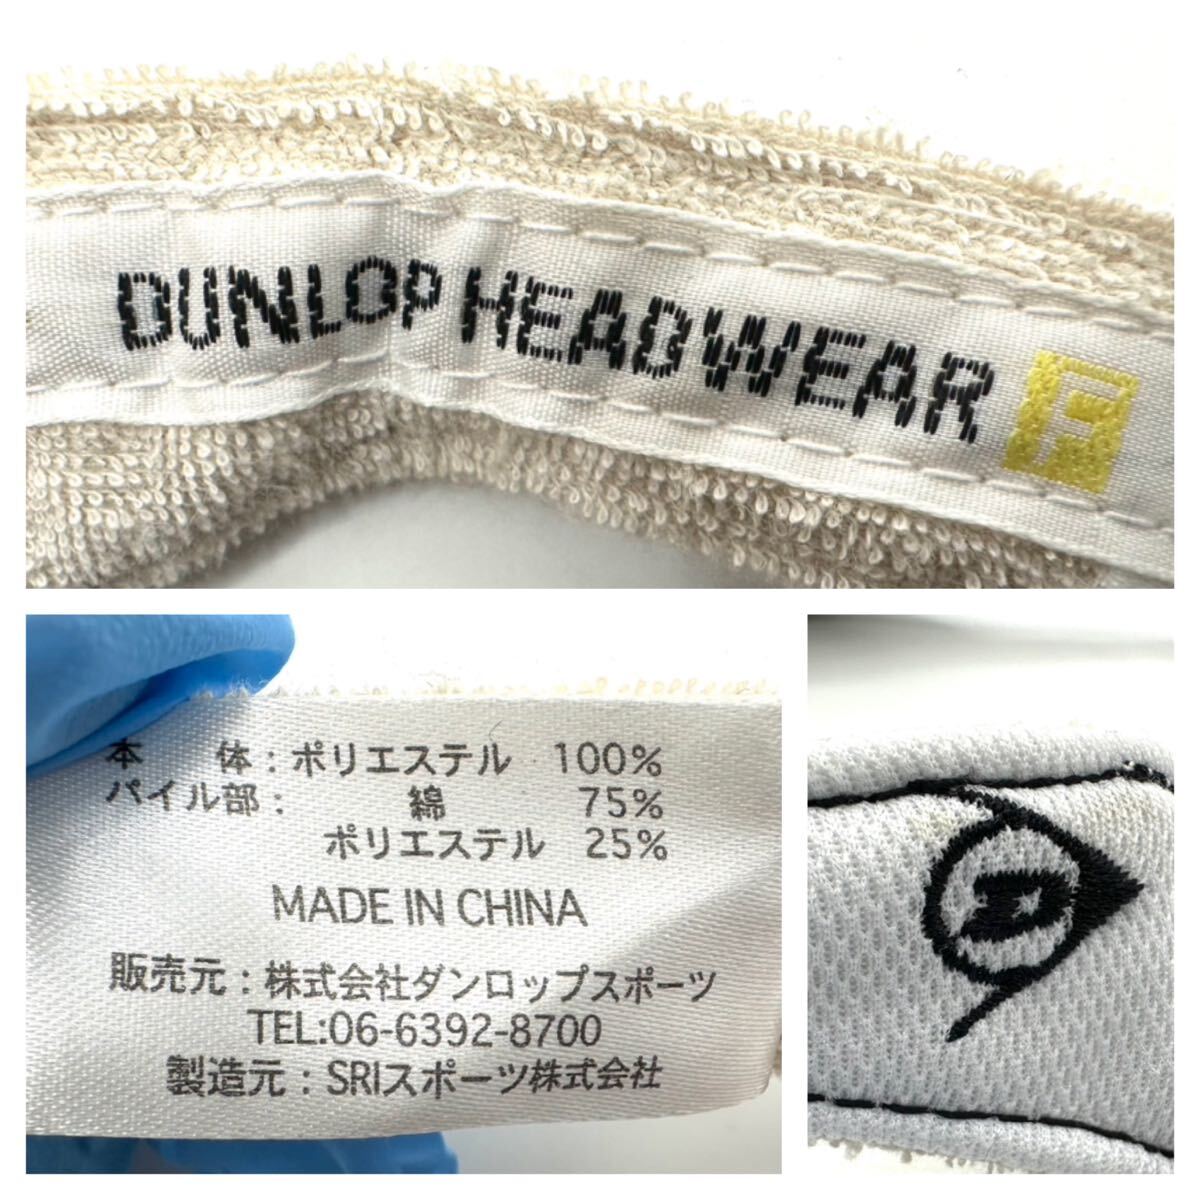 DUNLOP HEADWEAR F
本 体：ポリエステル 100%
パイル部： 綿 75%
ポリエステル 25%
MADE IN CHINA
販売元：株式会社ダンロップスポーツ
TEL:06-6392-8700
製造元：SRIスポーツ株式会社
D